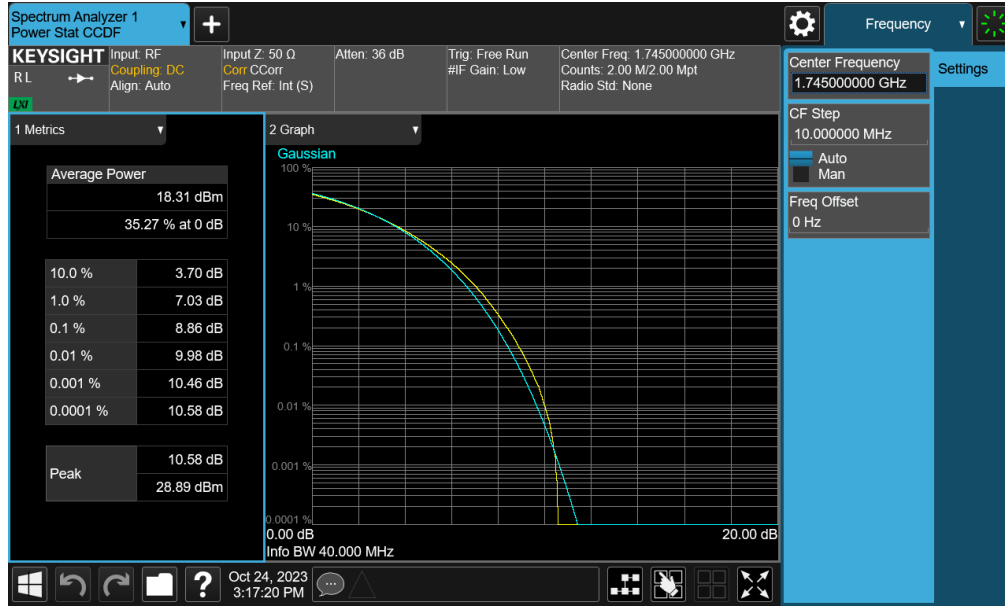 Spectrum Analyzer 1
Power Stat CCDF
Frequency
KEYSIGHT
R L
LXI
Input: RF
Coupling: DC
Align: Auto
Input Z: 50 Ω
Corr CCorr
Freq Ref: Int (S)
Atten: 36 dB
Trig: Free Run
#IF Gain: Low
Center Freq: 1.745000000 GHz
Counts: 2.00 M/2.00 Mpt
Radio Std: None
Center Frequency
1.745000000 GHz
Settings
CF Step
10.000000 MHz
Auto
Man
Freq Offset
0 Hz
1 Metrics
Average Power
18.31 dBm
35.27 % at 0 dB
10.0 % 3.70 dB
1.0 % 7.03 dB
0.1 % 8.86 dB
0.01 % 9.98 dB
0.001 % 10.46 dB
0.0001 % 10.58 dB
Peak
10.58 dB
28.89 dBm
2 Graph
Gaussian
100 %
10 %
1 %
0.1 %
0.01 %
0.001 %
0.0001 %
0.00 dB 20.00 dB
Info BW 40.000 MHz
?
Oct 24, 2023
3:17:20 PM